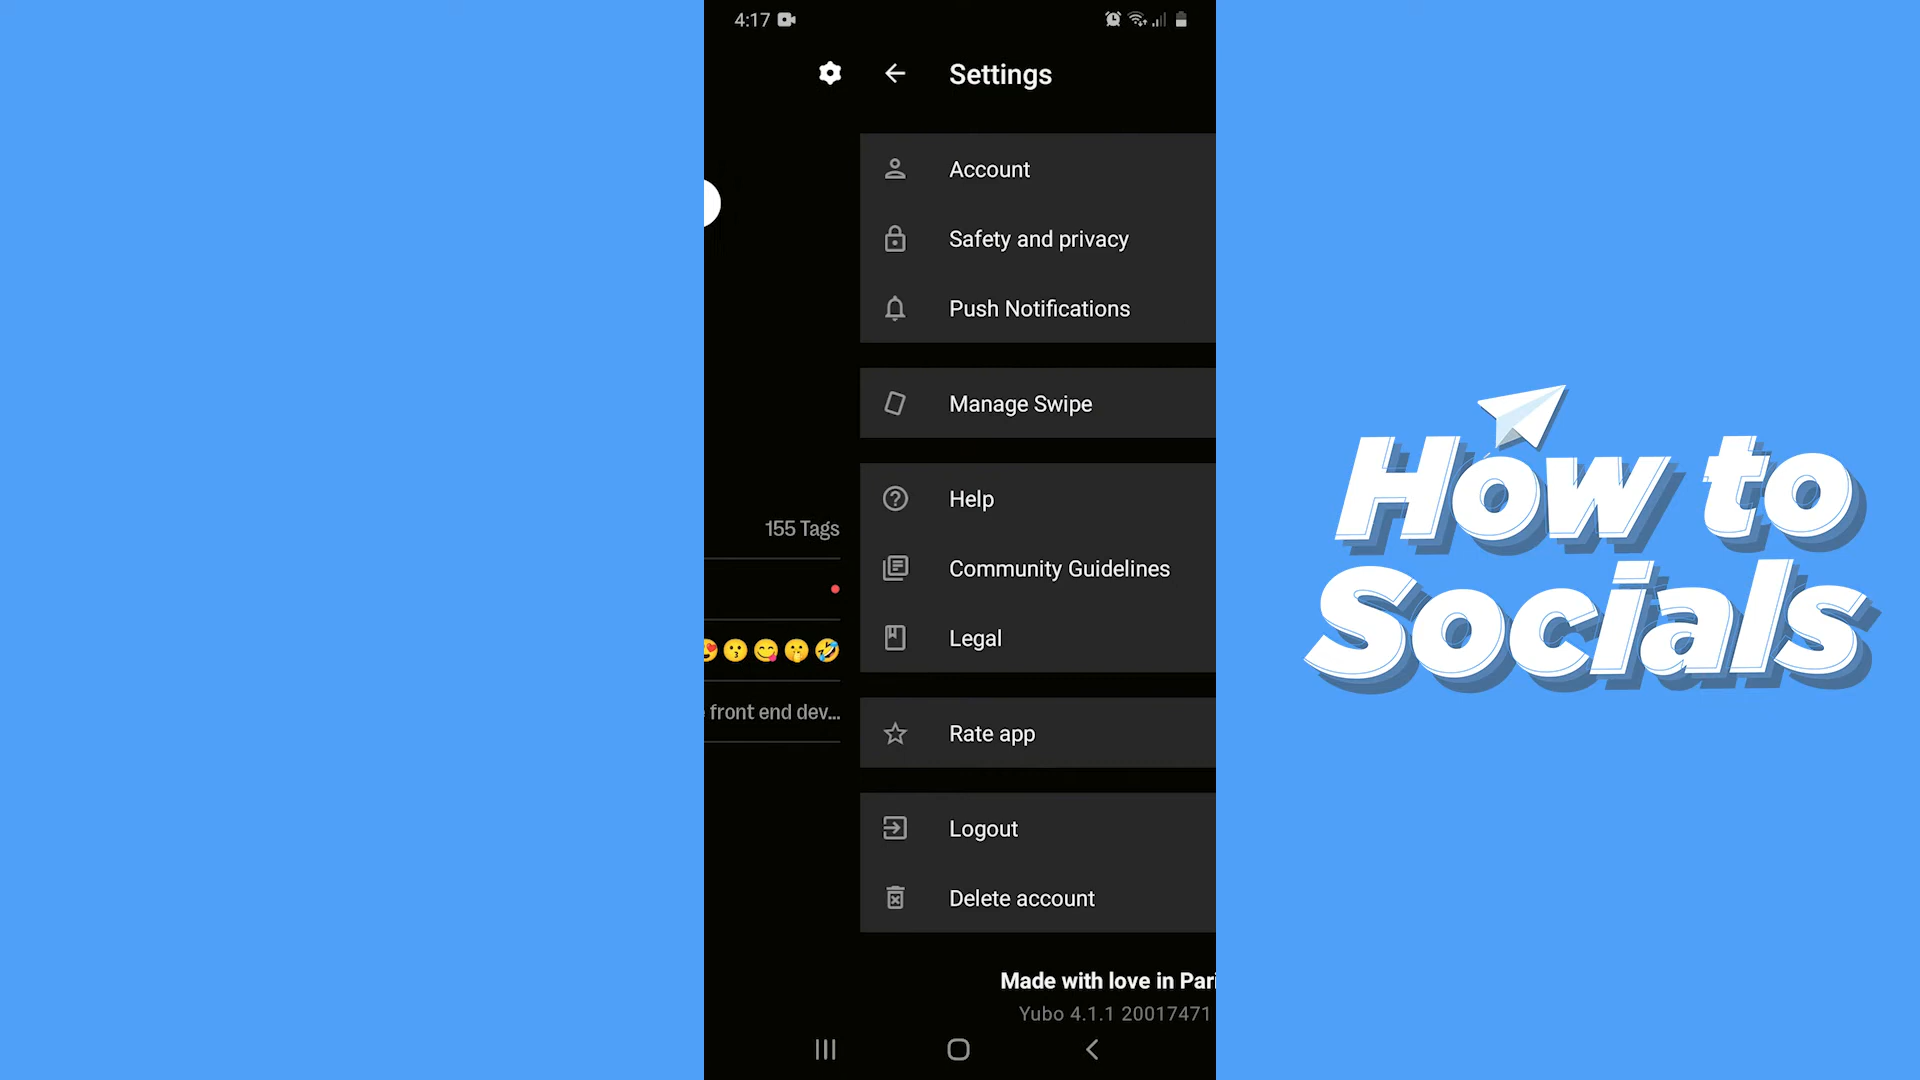 4:17
Settings
Account
Safety and privacy
Push Notifications
Manage Swipe
Help
155 Tags
Community Guidelines
Legal
front end dev...
Rate app
Logout
Delete account
Made with love in Pari
Yubo 4.1.1 20017471
How to
Socials